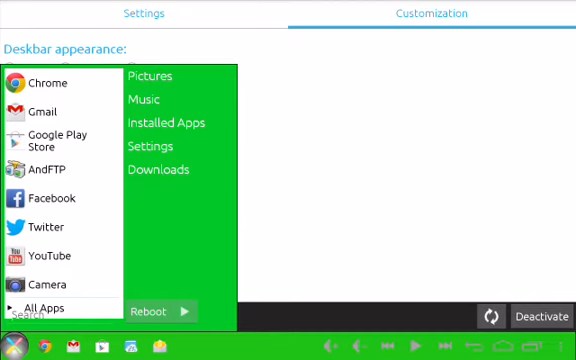 Settings
Customization
Deskbar appearance:
Chrome
Gmail
Google Play
Store
AndFTP
Facebook
Twitter
YouTube
Camera
All Apps
Search
Pictures
Music
Installed Apps
Settings
Downloads
Reboot
Deactivate